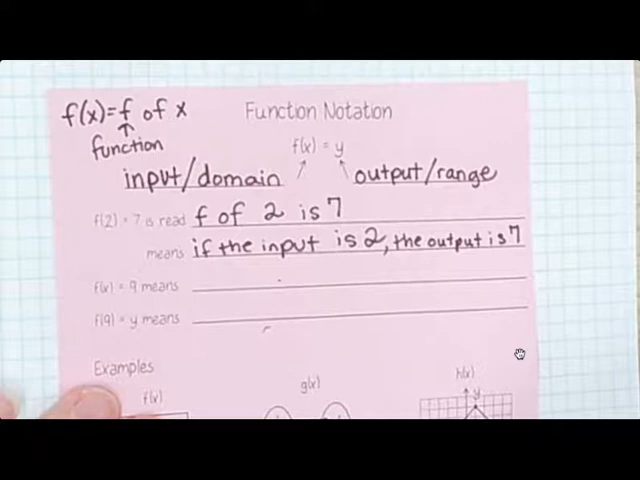 f(x)=f of x
Function Notation
function
f(x) = y
input/domain
output/range
f(2) = 7 is read f of 2 is 7
means if the input is 2, the output is 7
f(x) = 9 means
f(9) = y means
Examples
f(x)
g(x)
h(x)
y